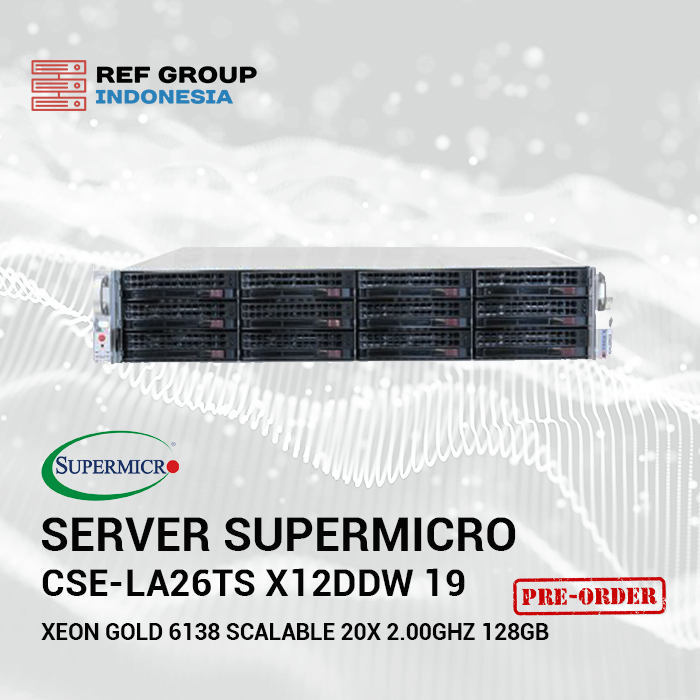 REF GROUP
INDONESIA
SUPERMICRO
SERVER SUPERMICRO
CSE-LA26TS X12DDW 19
PRE-ORDER
XEON GOLD 6138 SCALABLE 20X 2.00GHZ 128GB